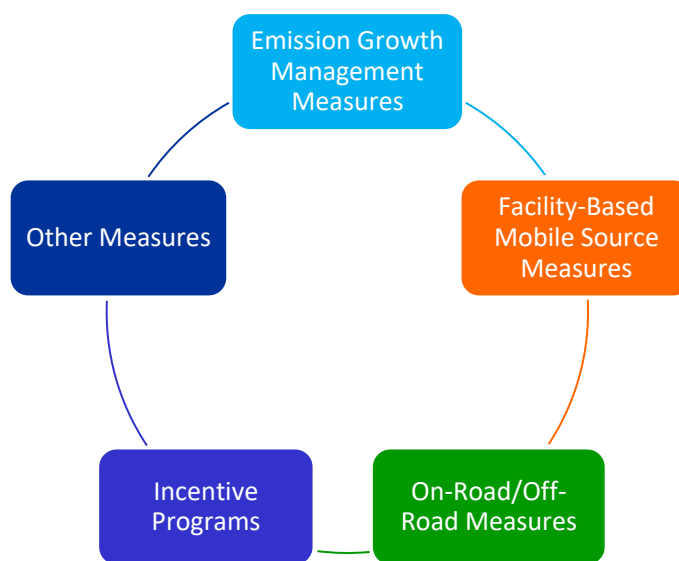 Emission Growth
Management
Measures
Facility-Based
Mobile Source
Measures
Other Measures
Incentive
Programs
On-Road/Off-
Road Measures